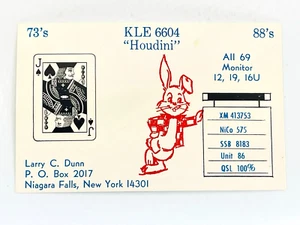 73's
KLE 6604
88's
"Houdini"
All 69
Monitor
12, 19, 16U
J
J
XM 413753
NiCo 575
SSB 8183
Unit 86
QSL 100%
Larry C. Dunn
P. O. Box 2017
Niagara Falls, New York 14301